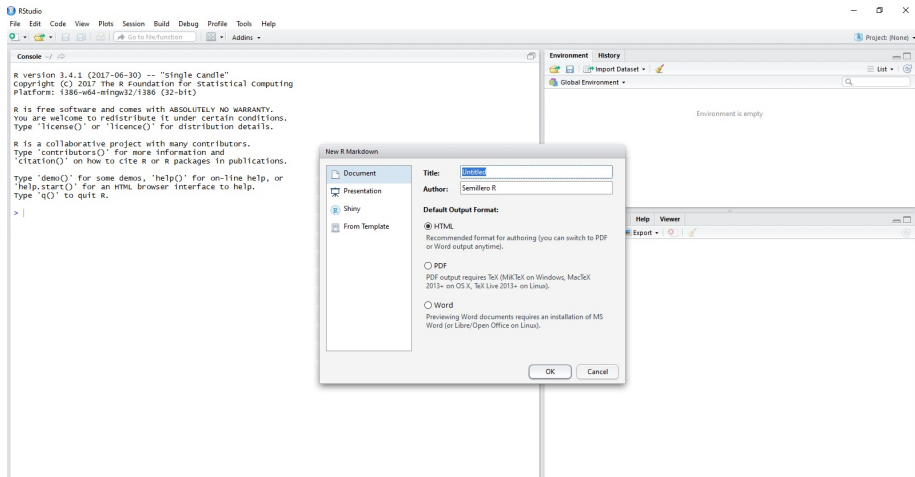 RStudio
File Edit Code View Plots Session Build Debug Profile Tools Help
Go to file/function Addins Project: (None)
Console ~/
R version 3.4.1 (2017-06-30) -- "Single Candle"
Copyright (C) 2017 The R Foundation for Statistical Computing
Platform: i386-w64-mingw32/i386 (32-bit)
R is free software and comes with ABSOLUTELY NO WARRANTY.
You are welcome to redistribute it under certain conditions.
Type 'license()' or 'licence()' for distribution details.
R is a collaborative project with many contributors.
Type 'contributors()' for more information and
'citation()' on how to cite R or R packages in publications.
Type 'demo()' for some demos, 'help()' for on-line help, or
'help.start()' for an HTML browser interface to help.
Type 'q()' to quit R.
>
Environment History
Import Dataset List
Global Environment
Environment is empty
Help Viewer
Export
New R Markdown
Document
Presentation
Shiny
From Template
Title: Untitled
Author: Semillero R
Default Output Format:
HTML
Recommended format for authoring (you can switch to PDF
or Word output anytime).
PDF
PDF output requires TeX (MiKTeX on Windows, MacTeX
2013+ on OS X, TeX Live 2013+ on Linux).
Word
Previewing Word documents requires an installation of MS
Word (or Libre/Open Office on Linux).
OK Cancel